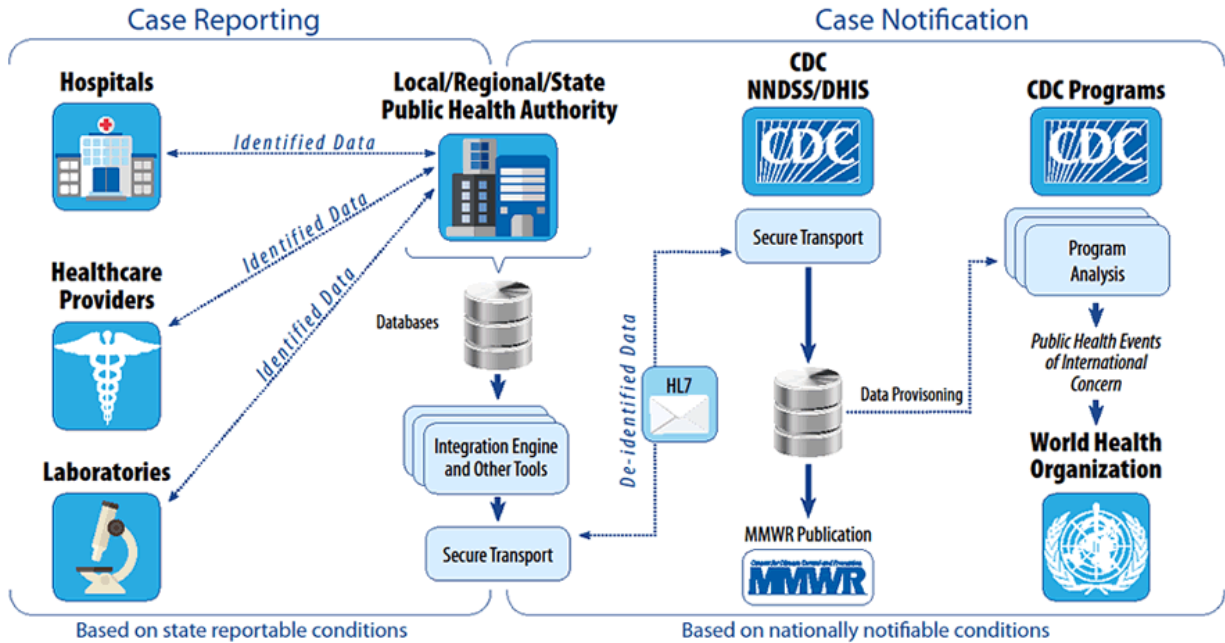 Case Reporting
Case Notification
Hospitals
Local/Regional/State
Public Health Authority
CDC
NNDSS/DHIS
CDC Programs
Identified Data
CDC
CDC
Identified Data
Secure Transport
Program
Analysis
Healthcare
Providers
Identified Data
Databases
De-identified Data
HL7
Data Provisoning
Public Health Events
of International
Concern
Integration Engine
and Other Tools
World Health
Organization
Laboratories
Secure Transport
MMWR Publication
MMWR
Based on state reportable conditions
Based on nationally notifiable conditions